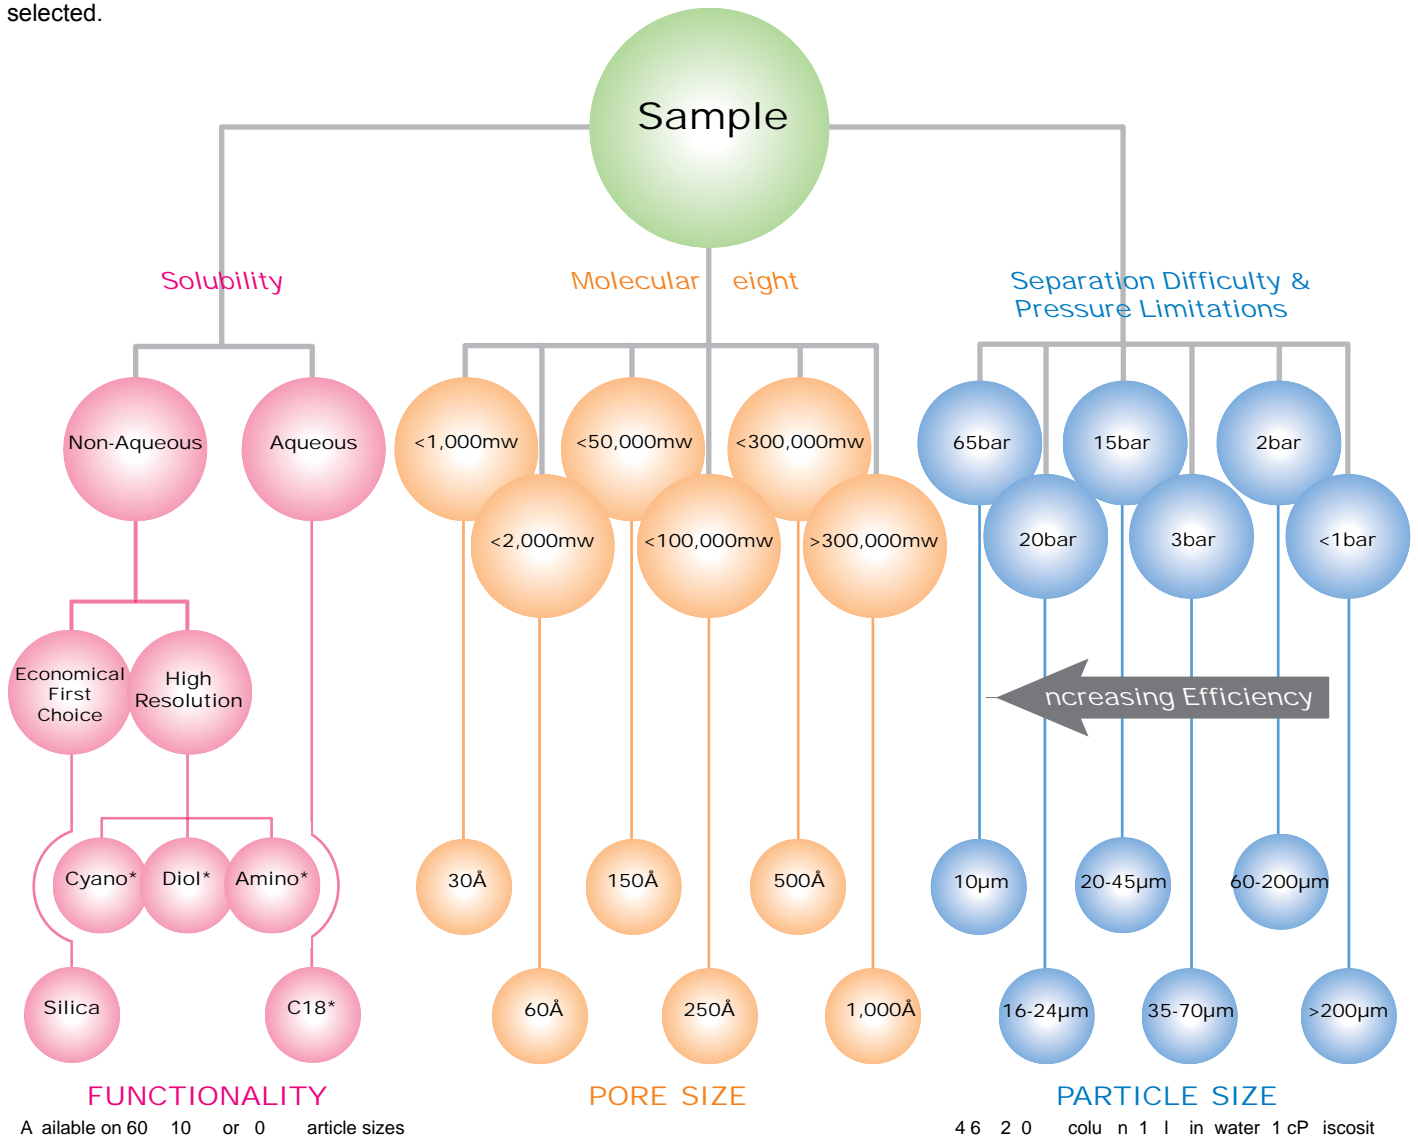 selected.
Sample
Solubility
Molecular eight
Separation Difficulty &
Pressure Limitations
Non-Aqueous
Aqueous
<1,000mw
<50,000mw
<300,000mw
<2,000mw
<100,000mw
>300,000mw
65bar
15bar
2bar
20bar
3bar
<1bar
Economical
First
Choice
High
Resolution
ncreasing Efficiency
Cyano*
Diol*
Amino*
30Å
150Å
500Å
10µm
20-45µm
60-200µm
Silica
C18*
60Å
250Å
1,000Å
16-24µm
35-70µm
>200µm
FUNCTIONALITY
PORE SIZE
PARTICLE SIZE
A ailable on 60 10 or 0 article sizes
4 6 2 0 colu n 1 l in water 1 cP iscosit